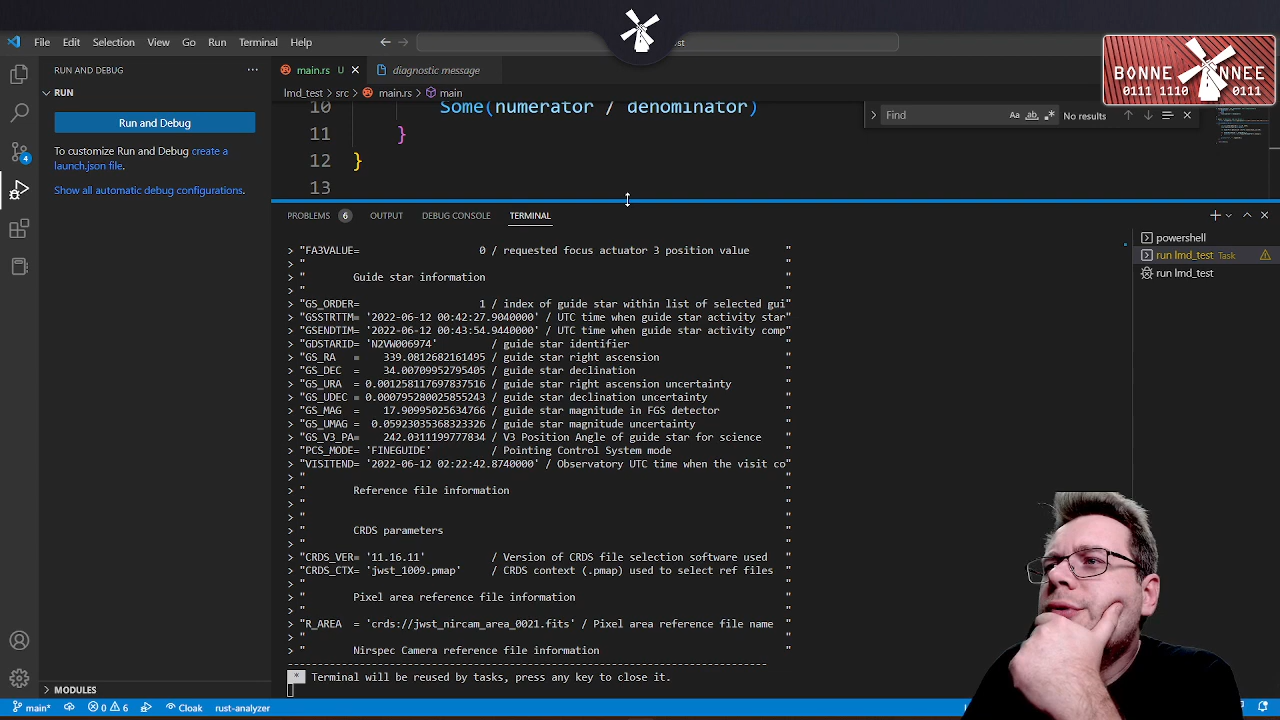 File Edit Selection View Go Run Terminal Help
st
BONNE NNEE
0111 1110 0111
RUN AND DEBUG
main.rs U
diagnostic message
RUN
lmd_test > src > main.rs > main
Run and Debug
To customize Run and Debug create a
launch.json file.
Show all automatic debug configurations.
4
10 Some(numerator / denominator)
11 }
12 }
13
Find Aa ab .* No results
PROBLEMS 6 OUTPUT DEBUG CONSOLE TERMINAL
powershell
run lmd_test Task
run lmd_test
> "FA3VALUE= 0 / requested focus actuator 3 position value "
> " "
> " Guide star information "
> " "
> "GS_ORDER= 1 / index of guide star within list of selected gui"
> "GSSTRTTM= '2022-06-12 00:42:27.9040000' / UTC time when guide star activity star"
> "GSENDTIM= '2022-06-12 00:43:54.9440000' / UTC time when guide star activity comp"
> "GDSTARID= 'N2VW006974' / guide star identifier "
> "GS_RA = 339.0812682161495 / guide star right ascension "
> "GS_DEC = 34.00709952795405 / guide star declination "
> "GS_URA = 0.001258117697837516 / guide star right ascension uncertainty "
> "GS_UDEC = 0.000795280025855243 / guide star declination uncertainty "
> "GS_MAG = 17.90995025634766 / guide star magnitude in FGS detector "
> "GS_UMAG = 0.05923035368323326 / guide star magnitude uncertainty "
> "GS_V3_PA= 242.0311199777834 / V3 Position Angle of guide star for science "
> "PCS_MODE= 'FINEGUIDE' / Pointing Control System mode "
> "VISITEND= '2022-06-12 02:22:42.8740000' / Observatory UTC time when the visit co"
> " "
> " Reference file information "
> " "
> " "
> " CRDS parameters "
> " "
> "CRDS_VER= '11.16.11' / Version of CRDS file selection software used "
> "CRDS_CTX= 'jwst_1009.pmap' / CRDS context (.pmap) used to select ref files "
> " "
> " Pixel area reference file information "
> " "
> "R_AREA = 'crds://jwst_nircam_area_0021.fits' / Pixel area reference file name "
> " "
> " Nirspec Camera reference file information "
--------------------------------------------------------------------------------
* Terminal will be reused by tasks, press any key to close it.
MODULES
main* 0 6 Cloak rust-analyzer